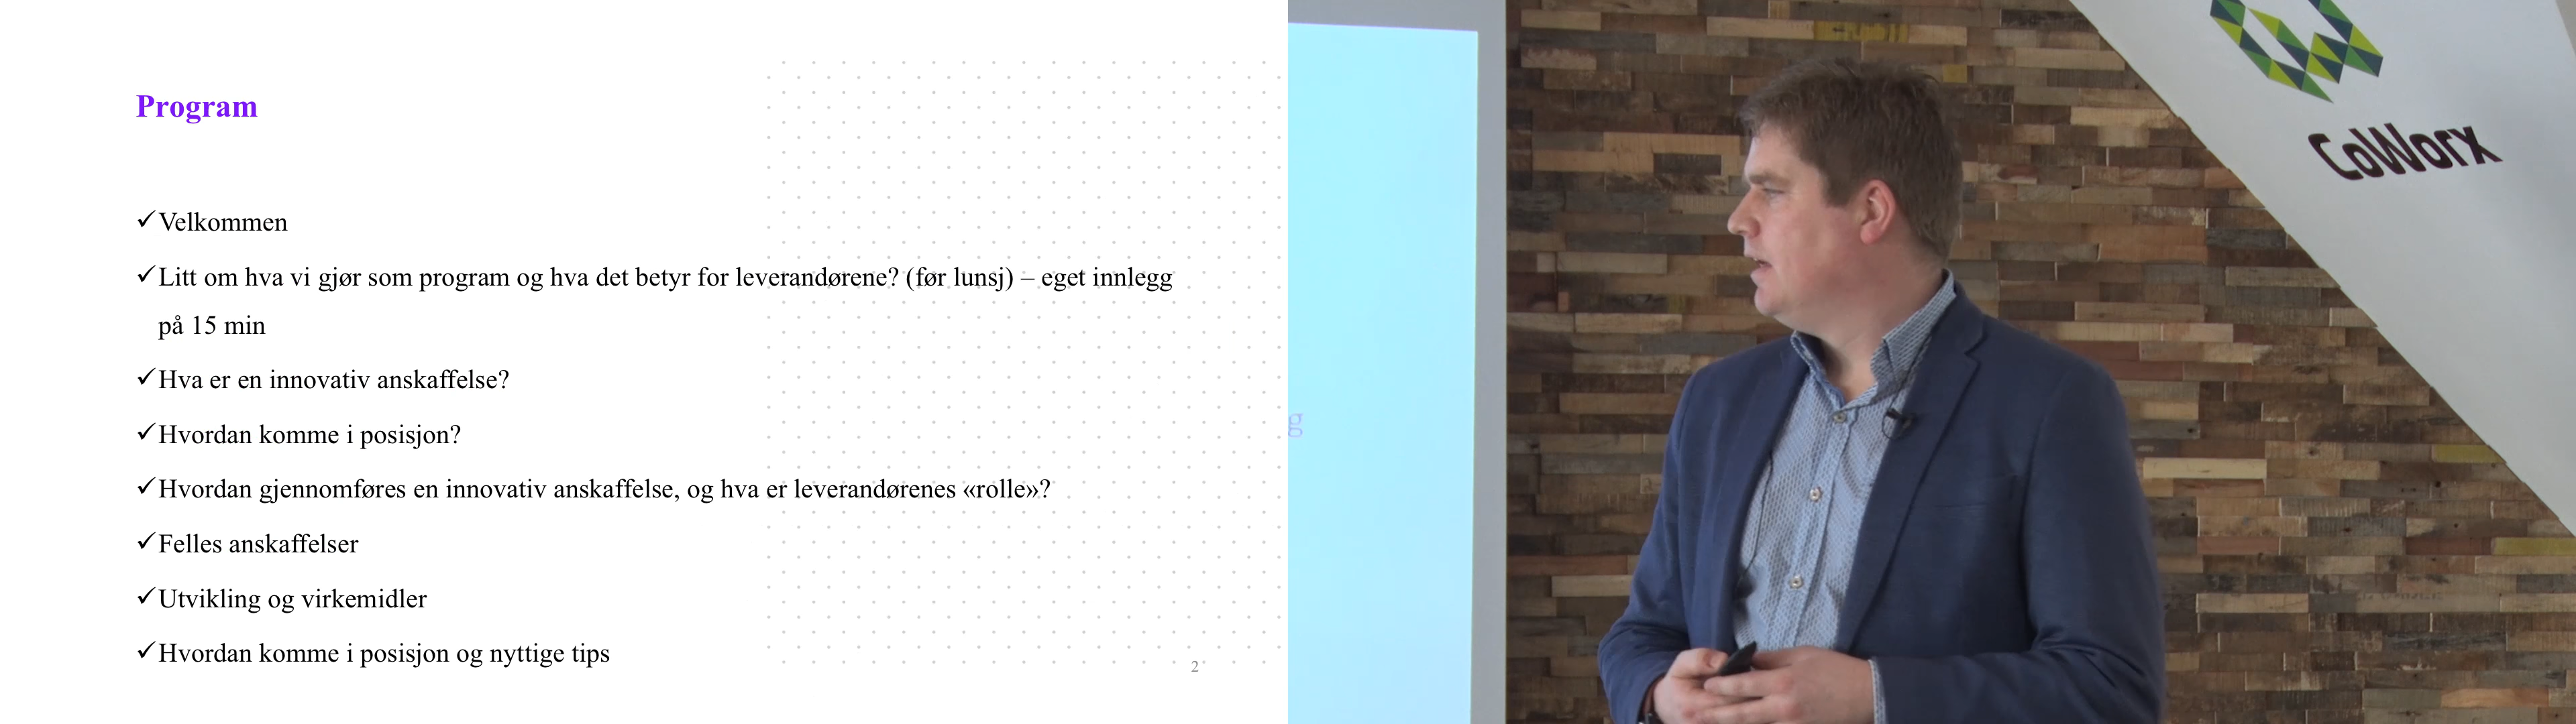 Program
✓Velkommen
✓Litt om hva vi gjør som program og hva det betyr for leverandørene? (før lunsj) – eget innlegg
på 15 min
✓Hva er en innovativ anskaffelse?
✓Hvordan komme i posisjon?
✓Hvordan gjennomføres en innovativ anskaffelse, og hva er leverandørenes «rolle»?
✓Felles anskaffelser
✓Utvikling og virkemidler
✓Hvordan komme i posisjon og nyttige tips
2
g
CoWorx